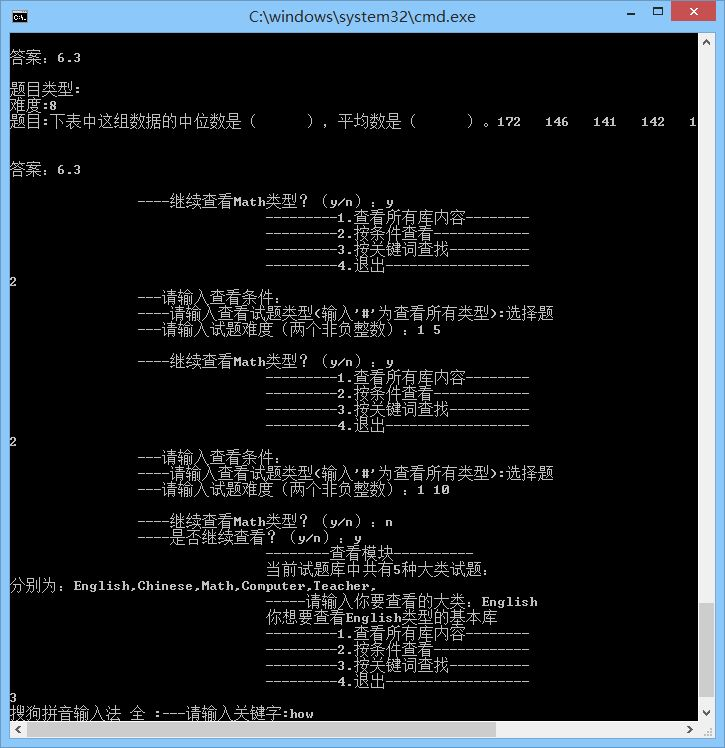 C:\windows\system32\cmd.exe
答案：6.3
题目类型:
难度:8
题目:下表中这组数据的中位数是（　　　），平均数是（　　　）。172 146 141 142 1
答案：6.3
----继续查看Math类型？（y/n）：y
---------1.查看所有库内容--------
---------2.按条件查看------------
---------3.按关键词查找----------
---------4.退出------------------
2
---请输入查看条件：
----请输入查看试题类型(输入'#'为查看所有类型):选择题
---请输入试题难度（两个非负整数）：1 5
----继续查看Math类型？（y/n）：y
---------1.查看所有库内容--------
---------2.按条件查看------------
---------3.按关键词查找----------
---------4.退出------------------
2
---请输入查看条件：
----请输入查看试题类型(输入'#'为查看所有类型):选择题
---请输入试题难度（两个非负整数）：1 10
----继续查看Math类型？（y/n）：n
----是否继续查看？（y/n）：y
--------查看模块----------
当前试题库中共有5种大类试题：
分别为：English,Chinese,Math,Computer,Teacher,
-----请输入你要查看的大类：English
你想要查看English类型的基本库
---------1.查看所有库内容--------
---------2.按条件查看------------
---------3.按关键词查找----------
---------4.退出------------------
3
搜狗拼音输入法 全 :---请输入关键字:how